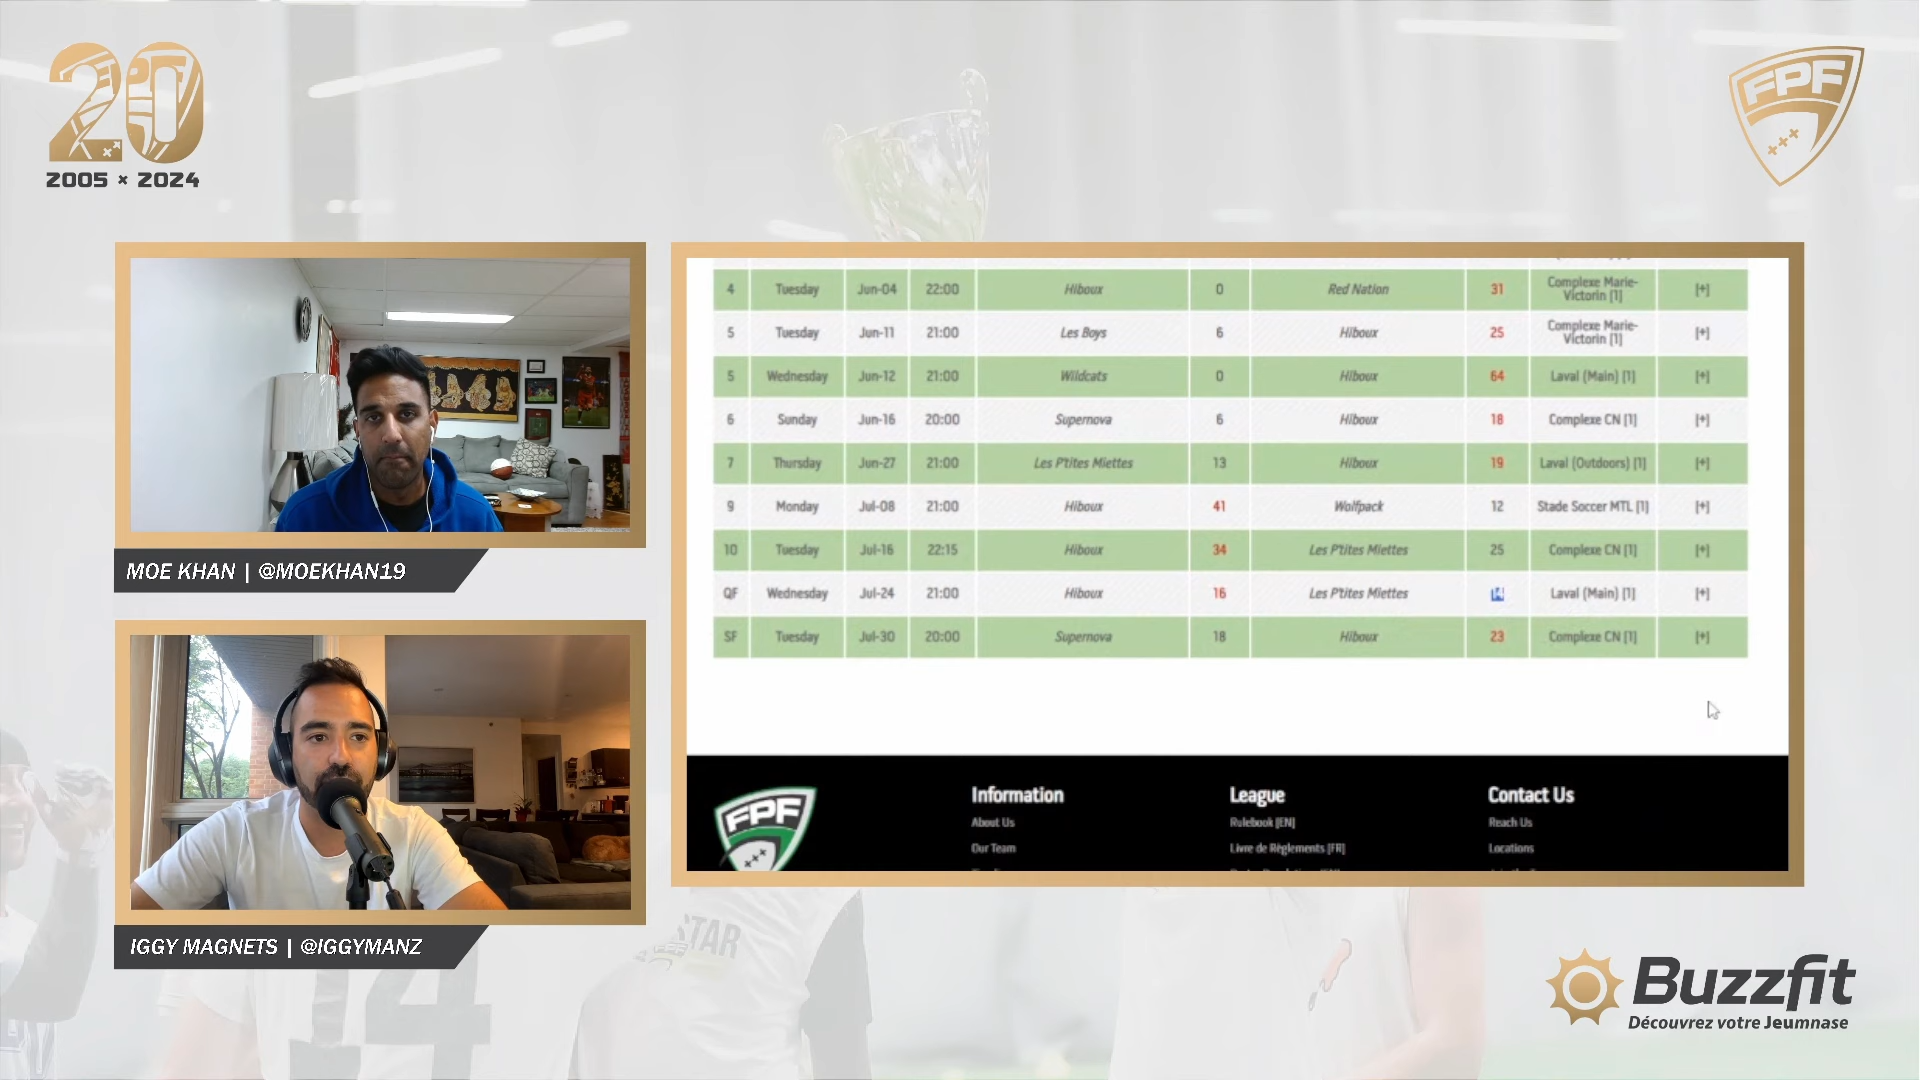 20
2005 × 2024
FPF
4 Tuesday Jun-04 22:00 Hiboux 0 Red Nation 31 Complexe Marie-Victorin [1] [+]
5 Tuesday Jun-11 21:00 Les Boys 6 Hiboux 25 Complexe Marie-Victorin [1] [+]
5 Wednesday Jun-12 21:00 Wildcats 0 Hiboux 64 Laval (Main) [1] [+]
6 Sunday Jun-16 20:00 Supernova 6 Hiboux 18 Complexe CN [1] [+]
7 Thursday Jun-27 21:00 Les P'tites Miettes 13 Hiboux 19 Laval (Outdoors) [1] [+]
9 Monday Jul-08 21:00 Hiboux 41 Wolfpack 12 Stade Soccer MTL [1] [+]
10 Tuesday Jul-16 22:15 Hiboux 34 Les P'tites Miettes 25 Complexe CN [1] [+]
QF Wednesday Jul-24 21:00 Hiboux 16 Les P'tites Miettes Laval (Main) [1] [+]
SF Tuesday Jul-30 20:00 Supernova 18 Hiboux 23 Complexe CN [1] [+]
MOE KHAN | @MOEKHAN19
IGGY MAGNETS | @IGGYMANZ
FPF
Information
About Us
Our Team
League
Rulebook [EN]
Livre de Règlements [FR]
Contact Us
Reach Us
Locations
STAR
14
Buzzfit
Découvrez votre Jeumnase